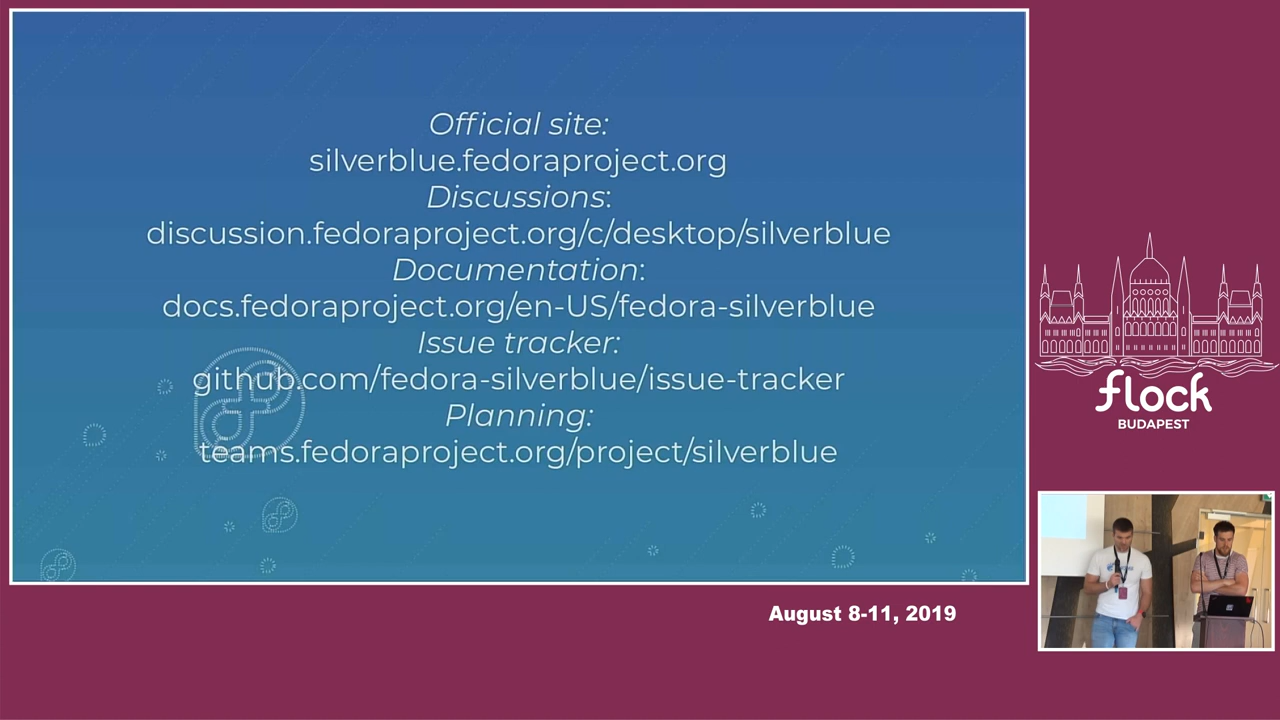 Official site:
silverblue.fedoraproject.org
Discussions:
discussion.fedoraproject.org/c/desktop/silverblue
Documentation:
docs.fedoraproject.org/en-US/fedora-silverblue
Issue tracker:
github.com/fedora-silverblue/issue-tracker
Planning:
teams.fedoraproject.org/project/silverblue
flock
BUDAPEST
August 8-11, 2019